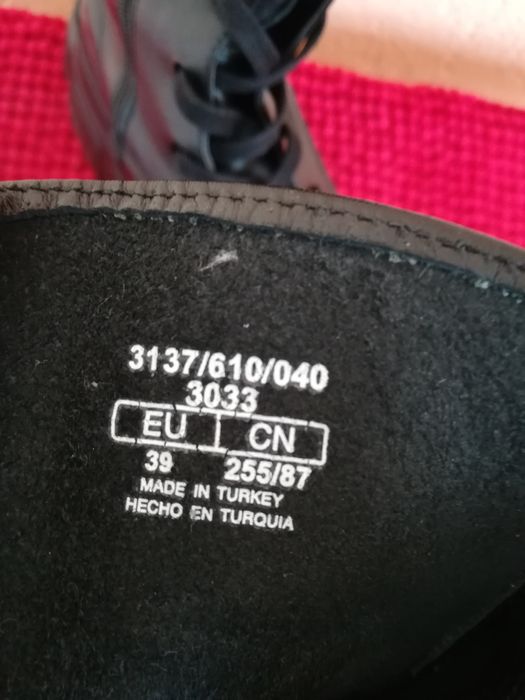 3137/610/040
3033
EU CN
39 255/87
MADE IN TURKEY
HECHO EN TURQUIA